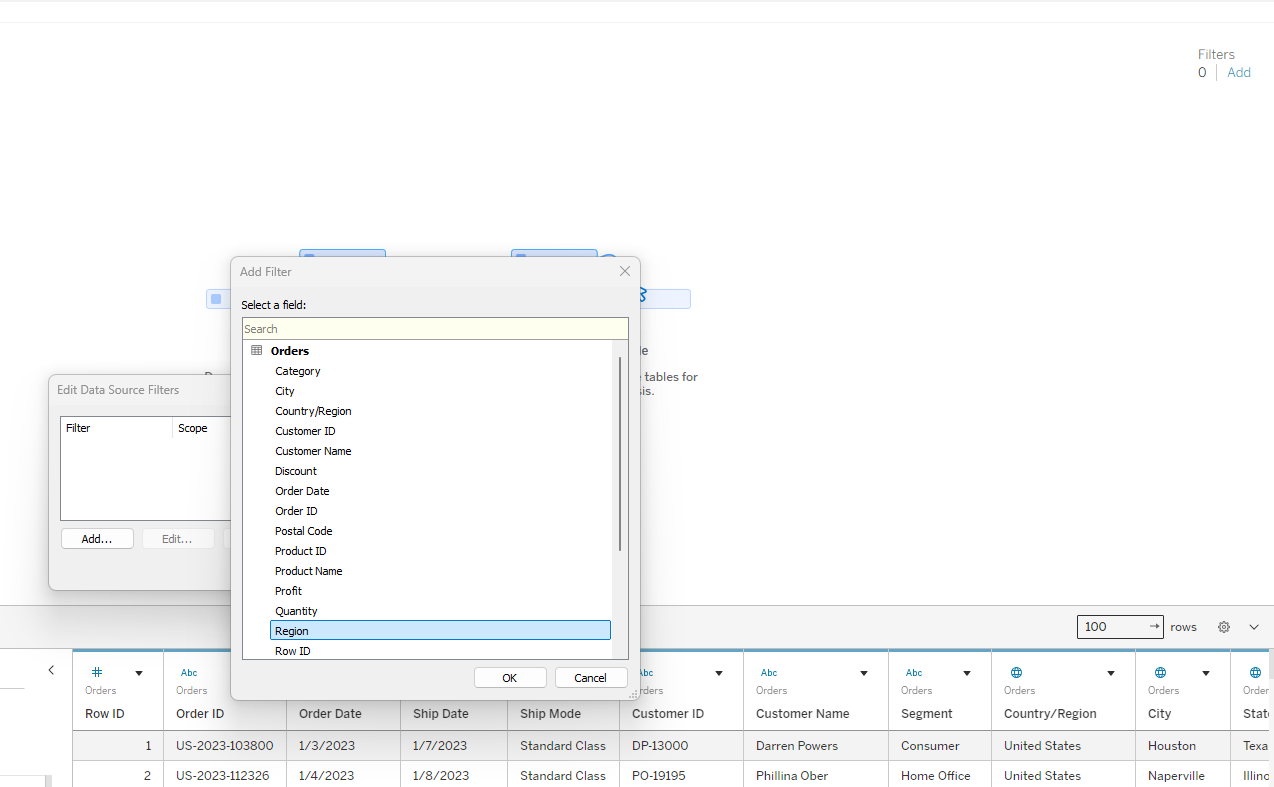 Filters
0 Add
Add Filter
Select a field:
Search
Orders
Category
City
Country/Region
Customer ID
Customer Name
Discount
Order Date
Order ID
Postal Code
Product ID
Product Name
Profit
Quantity
Region
Row ID
OK Cancel
tables for
Edit Data Source Filters
Filter Scope
Add... Edit...
100 rows
# Abc Abc Abc Abc
Orders Orders Orders Orders Orders Orders
Row ID Order ID Order Date Ship Date Ship Mode Customer ID Customer Name Segment Country/Region City
1 US-2023-103800 1/3/2023 1/7/2023 Standard Class DP-13000 Darren Powers Consumer United States Houston
2 US-2023-112326 1/4/2023 1/8/2023 Standard Class PO-19195 Phillina Ober Home Office United States Naperville